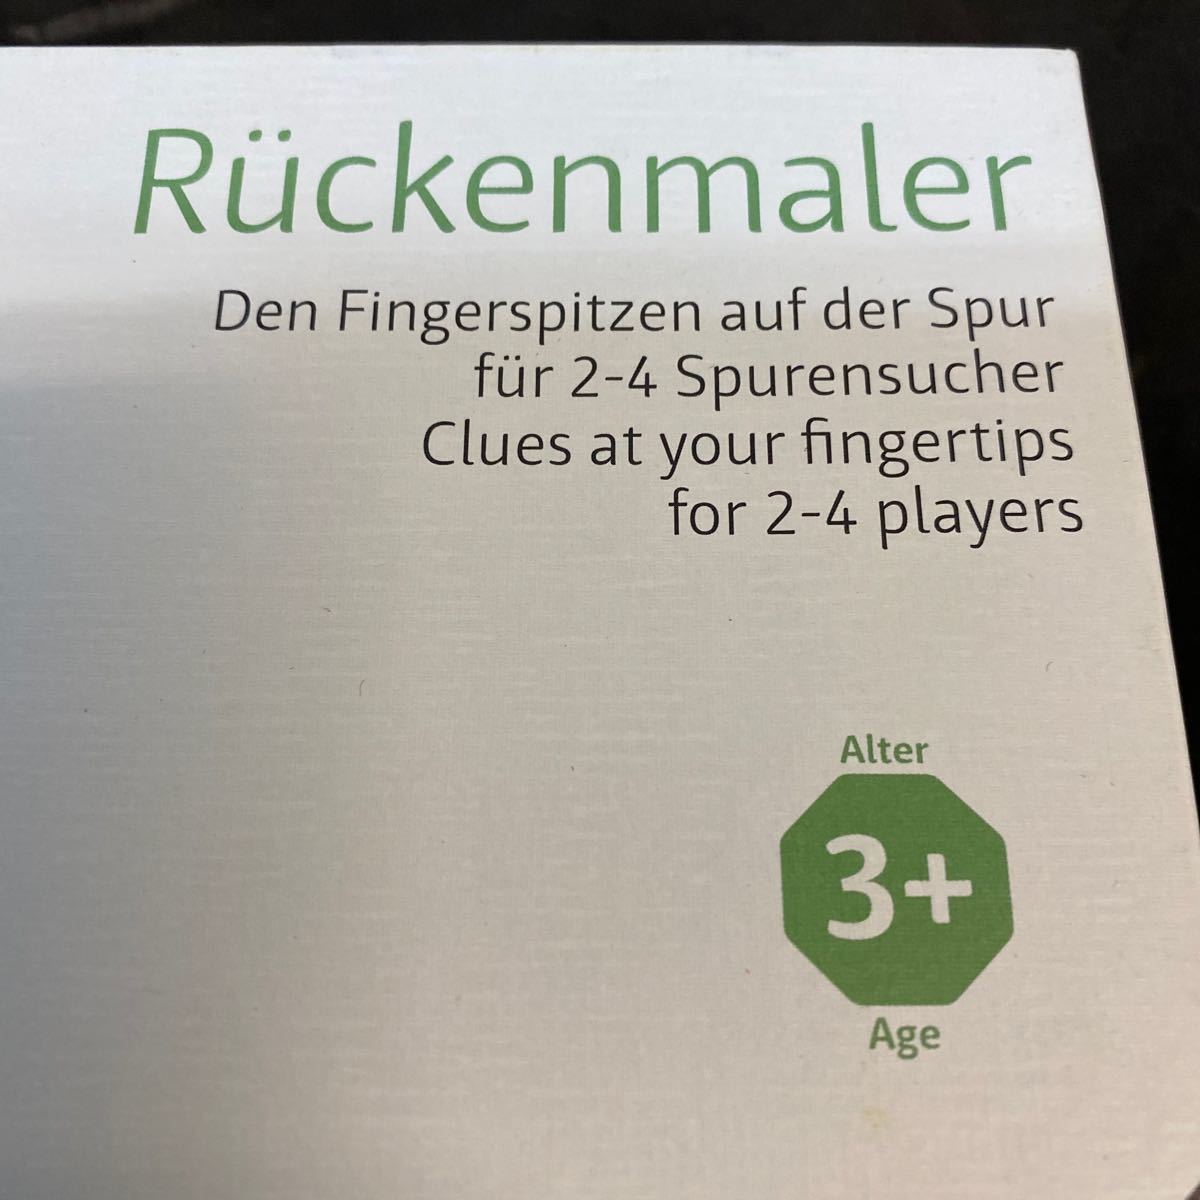 Rückenmaler
Den Fingerspitzen auf der Spur
für 2-4 Spurensucher
Clues at your fingertips
for 2-4 players
Alter
3+
Age